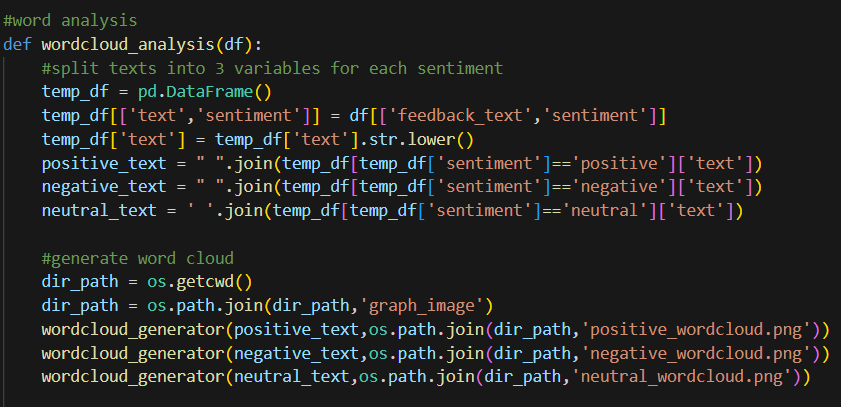 #word analysis
def wordcloud_analysis(df):
    #split texts into 3 variables for each sentiment
    temp_df = pd.DataFrame()
    temp_df[['text','sentiment']] = df[['feedback_text','sentiment']]
    temp_df['text'] = temp_df['text'].str.lower()
    positive_text = " ".join(temp_df[temp_df['sentiment']=='positive']['text'])
    negative_text = " ".join(temp_df[temp_df['sentiment']=='negative']['text'])
    neutral_text = ' '.join(temp_df[temp_df['sentiment']=='neutral']['text'])

    #generate word cloud
    dir_path = os.getcwd()
    dir_path = os.path.join(dir_path,'graph_image')
    wordcloud_generator(positive_text,os.path.join(dir_path,'positive_wordcloud.png'))
    wordcloud_generator(negative_text,os.path.join(dir_path,'negative_wordcloud.png'))
    wordcloud_generator(neutral_text,os.path.join(dir_path,'neutral_wordcloud.png'))